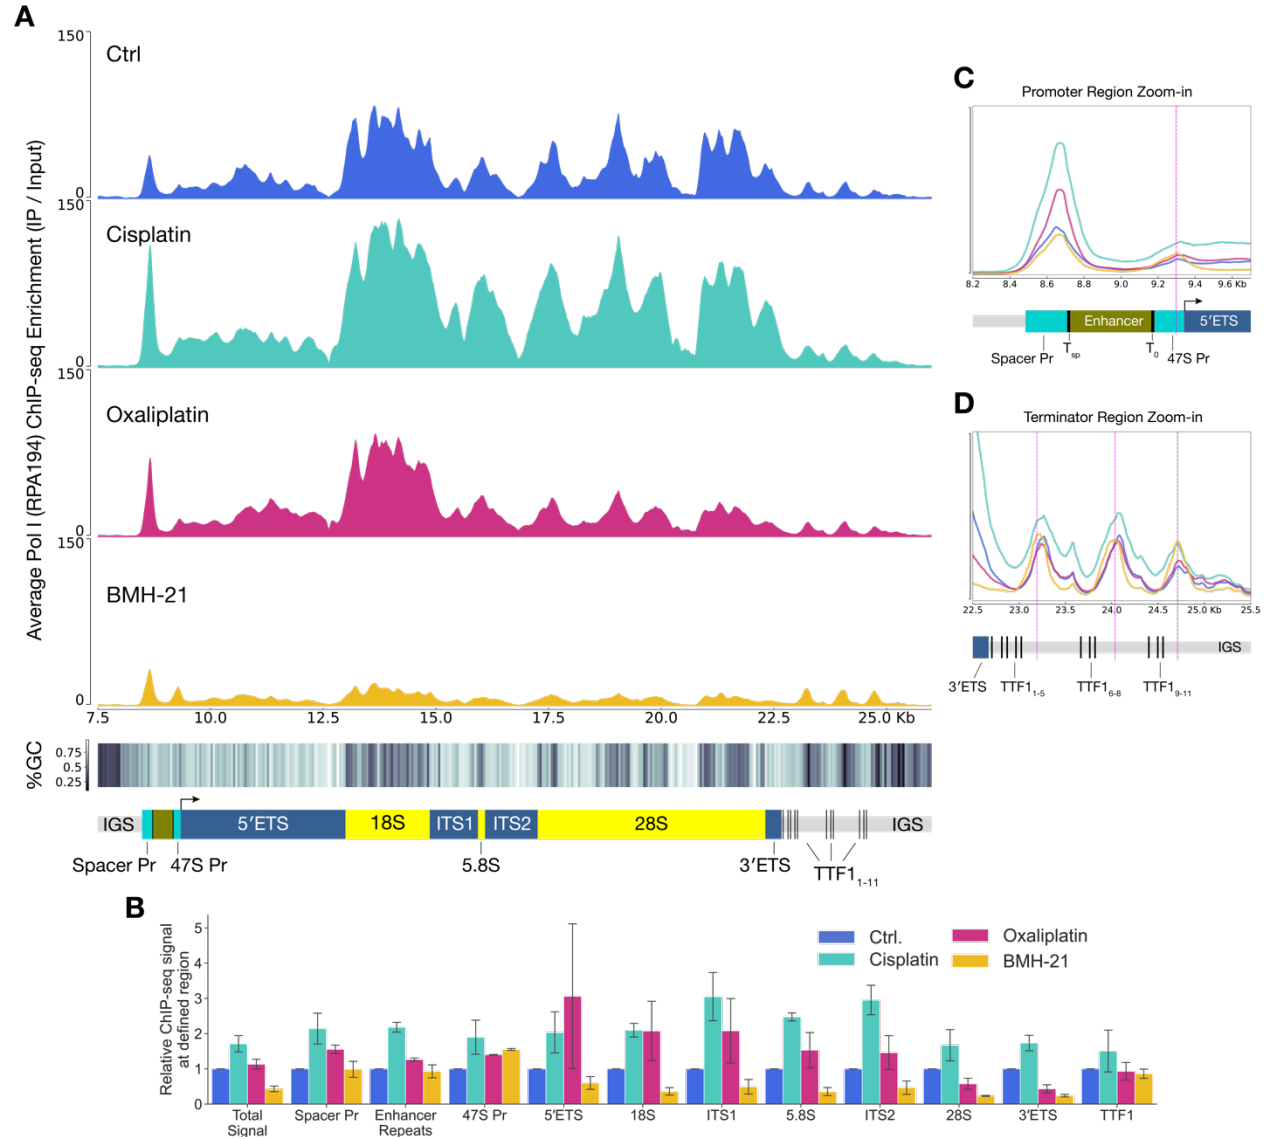 A
Average Pol I (RPA194) ChIP-seq Enrichment (IP / Input)
150
Ctrl
0
150
Cisplatin
0
150
Oxaliplatin
0
150
BMH-21
0
7.5 10.0 12.5 15.0 17.5 20.0 22.5 25.0 Kb
%GC
0.75
0.50
0.25
IGS 5′ETS 18S ITS1 ITS2 28S IGS
Spacer Pr 47S Pr 5.8S 3′ETS TTF1 1-11
C
Promoter Region Zoom-in
8.2 8.4 8.6 8.8 9.0 9.2 9.4 9.6 Kb
Enhancer 5′ETS
Spacer Pr Tsp T0 47S Pr
D
Terminator Region Zoom-in
22.5 23.0 23.5 24.0 24.5 25.0 Kb 25.5
IGS
3′ETS TTF1 1-5 TTF1 6-8 TTF1 9-11
B
Relative ChIP-seq signal
at defined region
5
4
3
2
1
0
Ctrl.
Cisplatin
Oxaliplatin
BMH-21
Total Signal Spacer Pr Enhancer Repeats 47S Pr 5′ETS 18S ITS1 5.8S ITS2 28S 3′ETS TTF1